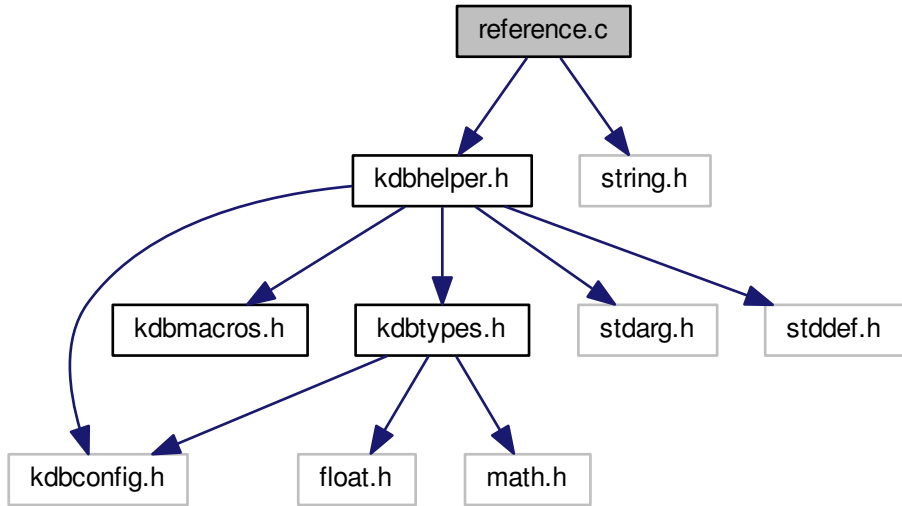 reference.c
kdbhelper.h
string.h
kdbmacros.h
kdbtypes.h
stdarg.h
stddef.h
kdbconfig.h
float.h
math.h